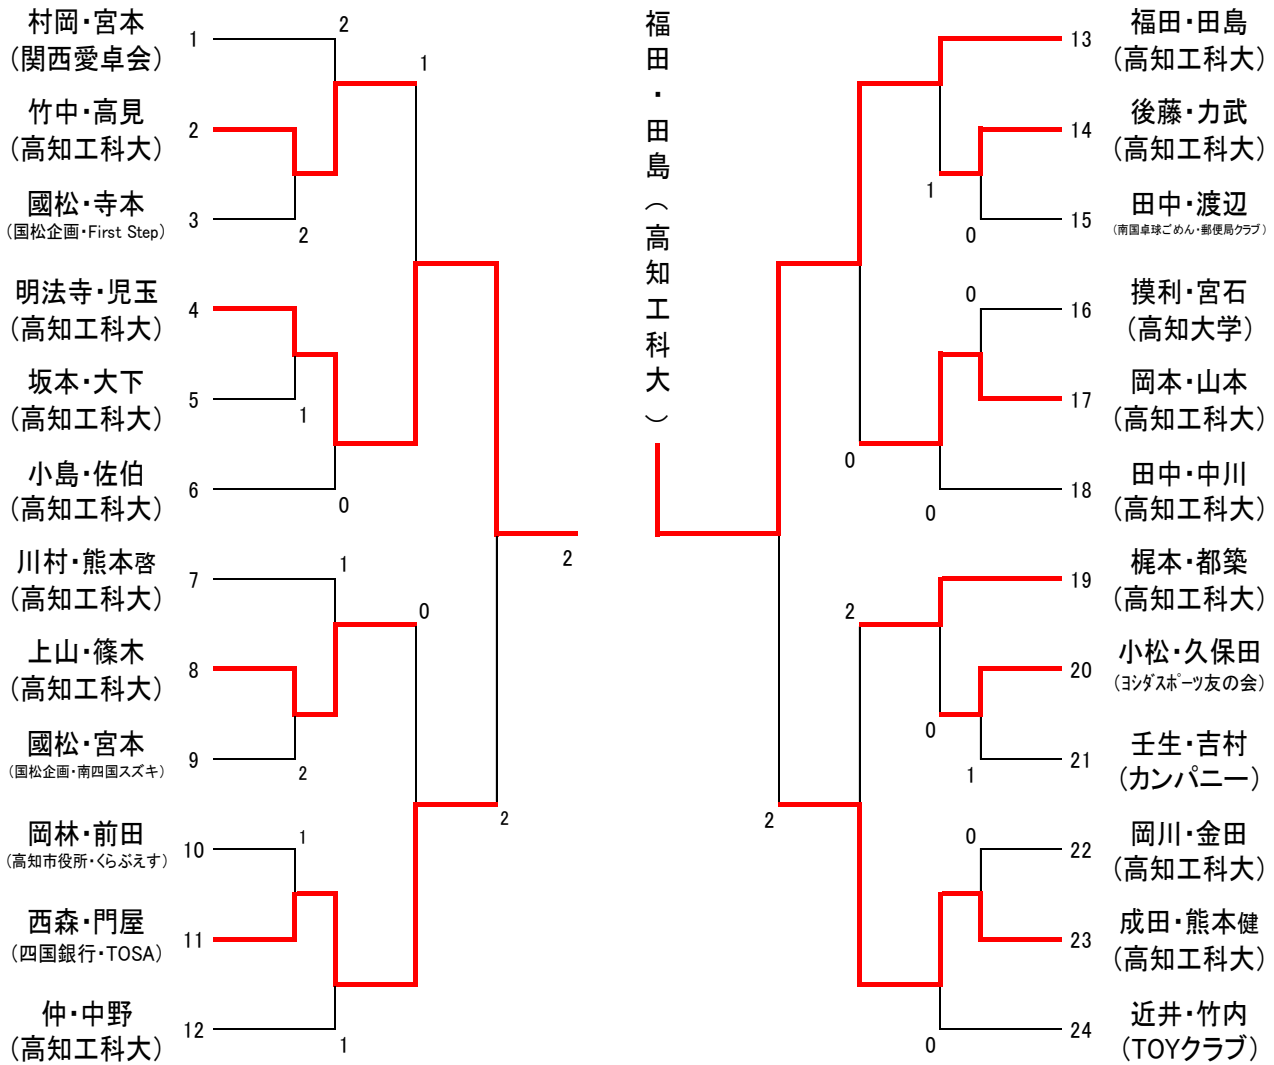 村岡・宮本
(関西愛卓会)
1
竹中・高見
(高知工科大)
2
國松・寺本
(国松企画・First Step)
3
明法寺・児玉
(高知工科大)
4
坂本・大下
(高知工科大)
5
小島・佐伯
(高知工科大)
6
川村・熊本啓
(高知工科大)
7
上山・篠木
(高知工科大)
8
國松・宮本
(国松企画・南四国スズキ)
9
岡林・前田
(高知市役所・くらぶえす)
10
西森・門屋
(四国銀行・TOSA)
11
仲・中野
(高知工科大)
12
2
1
2
1
0
1
0
2
1
1
2
2
福田・田島(高知工科大)
1
0
0
0
0
2
0
1
2
0
0
13
福田・田島
(高知工科大)
14
後藤・力武
(高知工科大)
15
田中・渡辺
(南国卓球ごめん・郵便局クラブ)
16
摸利・宮石
(高知大学)
17
岡本・山本
(高知工科大)
18
田中・中川
(高知工科大)
19
梶本・都築
(高知工科大)
20
小松・久保田
(ﾖｼﾀﾞｽﾎﾟｰﾂ友の会)
21
壬生・吉村
(カンパニー)
22
岡川・金田
(高知工科大)
23
成田・熊本健
(高知工科大)
24
近井・竹内
(TOYクラブ)